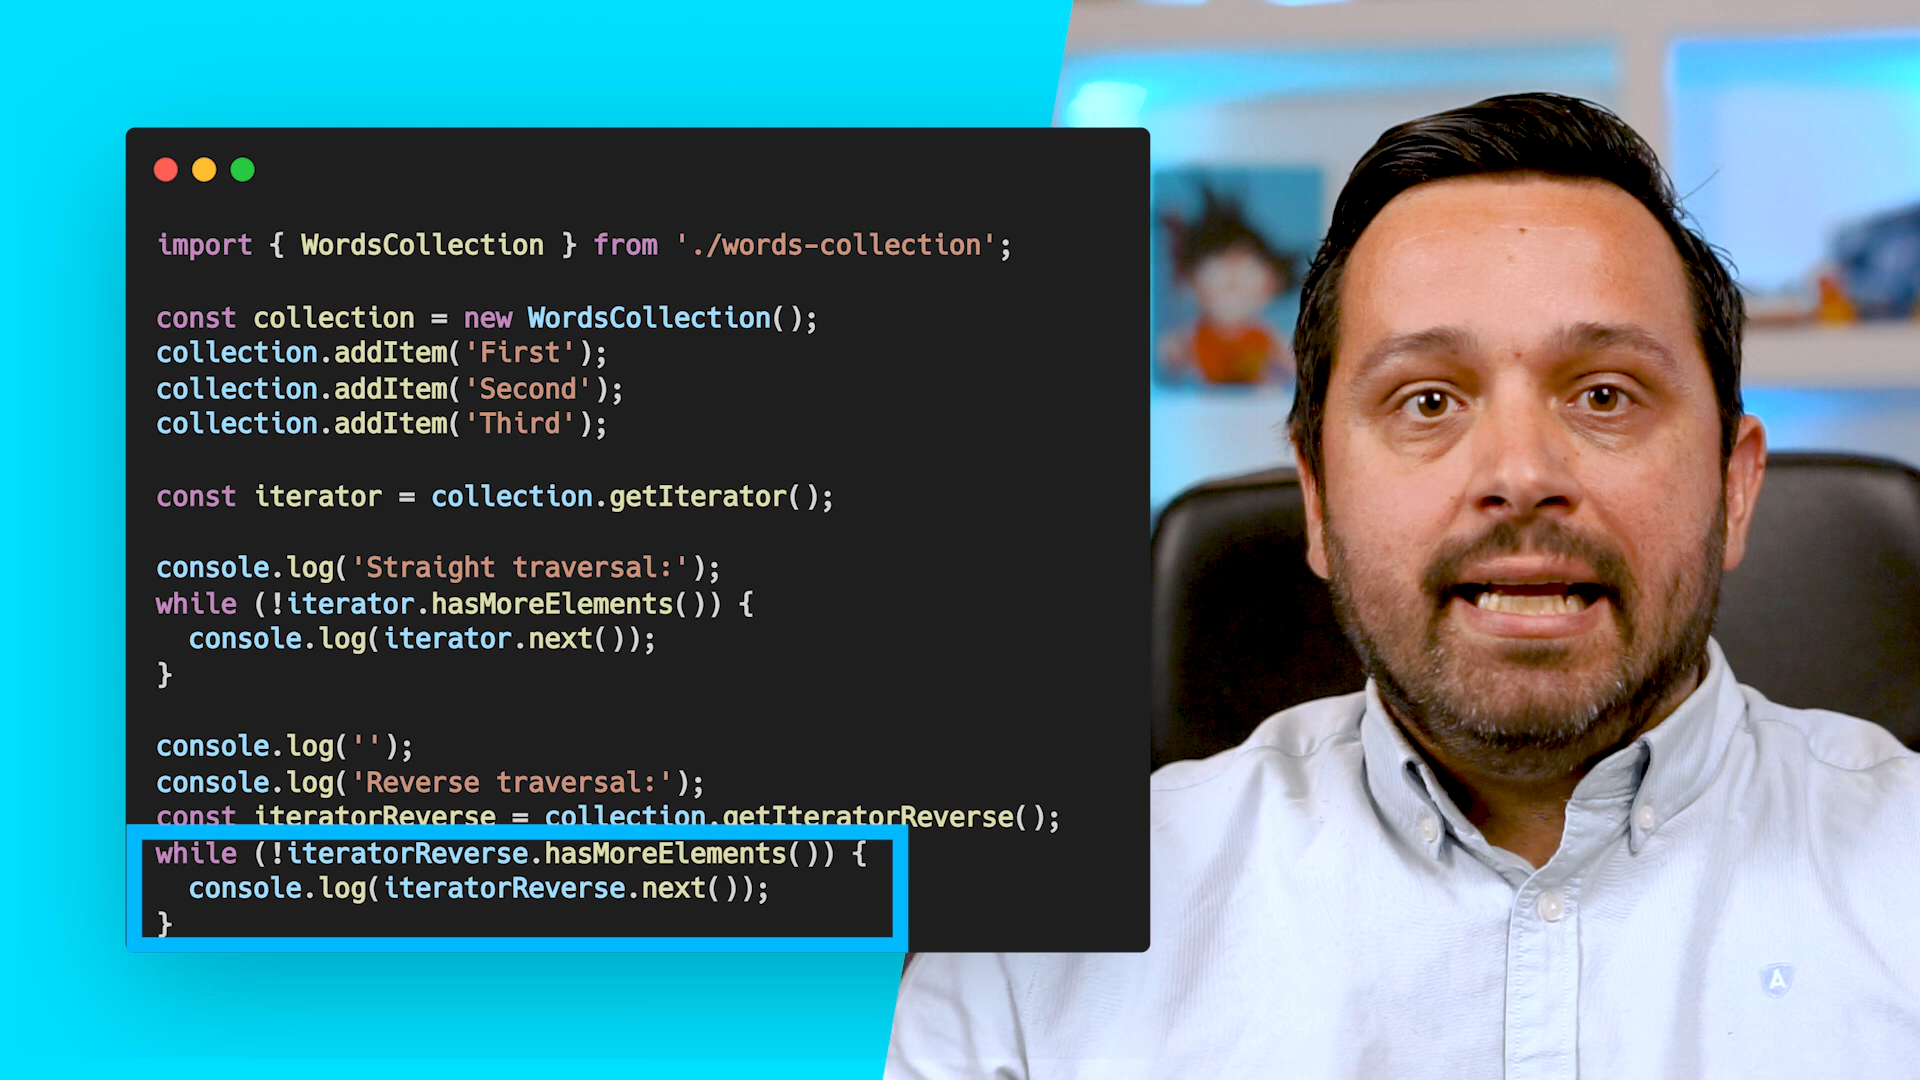 import { WordsCollection } from './words-collection';
const collection = new WordsCollection();
collection.addItem('First');
collection.addItem('Second');
collection.addItem('Third');
const iterator = collection.getIterator();
console.log('Straight traversal:');
while (!iterator.hasMoreElements()) {
  console.log(iterator.next());
}
console.log('');
console.log('Reverse traversal:');
const iteratorReverse = collection.getIteratorReverse();
while (!iteratorReverse.hasMoreElements()) {
  console.log(iteratorReverse.next());
}
A